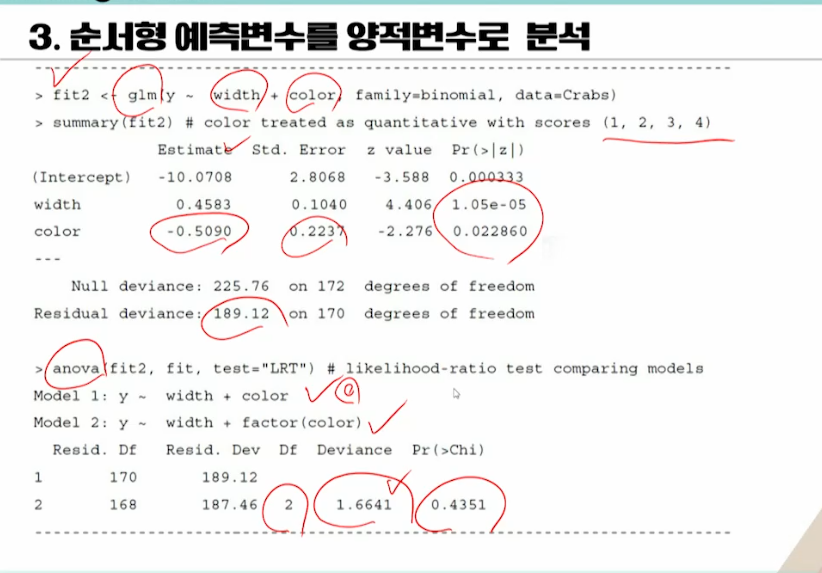 3. 순서형 예측변수를 양적변수로 분석
> fit2 <- glm(y ~ width + color, family=binomial, data=Crabs)
> summary(fit2) # color treated as quantitative with scores (1, 2, 3, 4)
Estimate Std. Error z value Pr(>|z|)
(Intercept) -10.0708 2.8068 -3.588 0.000333
width 0.4583 0.1040 4.406 1.05e-05
color -0.5090 0.2237 -2.276 0.022860
---
Null deviance: 225.76 on 172 degrees of freedom
Residual deviance: 189.12 on 170 degrees of freedom
> anova(fit2, fit, test="LRT") # likelihood-ratio test comparing models
Model 1: y ~ width + color
Model 2: y ~ width + factor(color)
Resid. Df Resid. Dev Df Deviance Pr(>Chi)
1 170 189.12
2 168 187.46 2 1.6641 0.4351